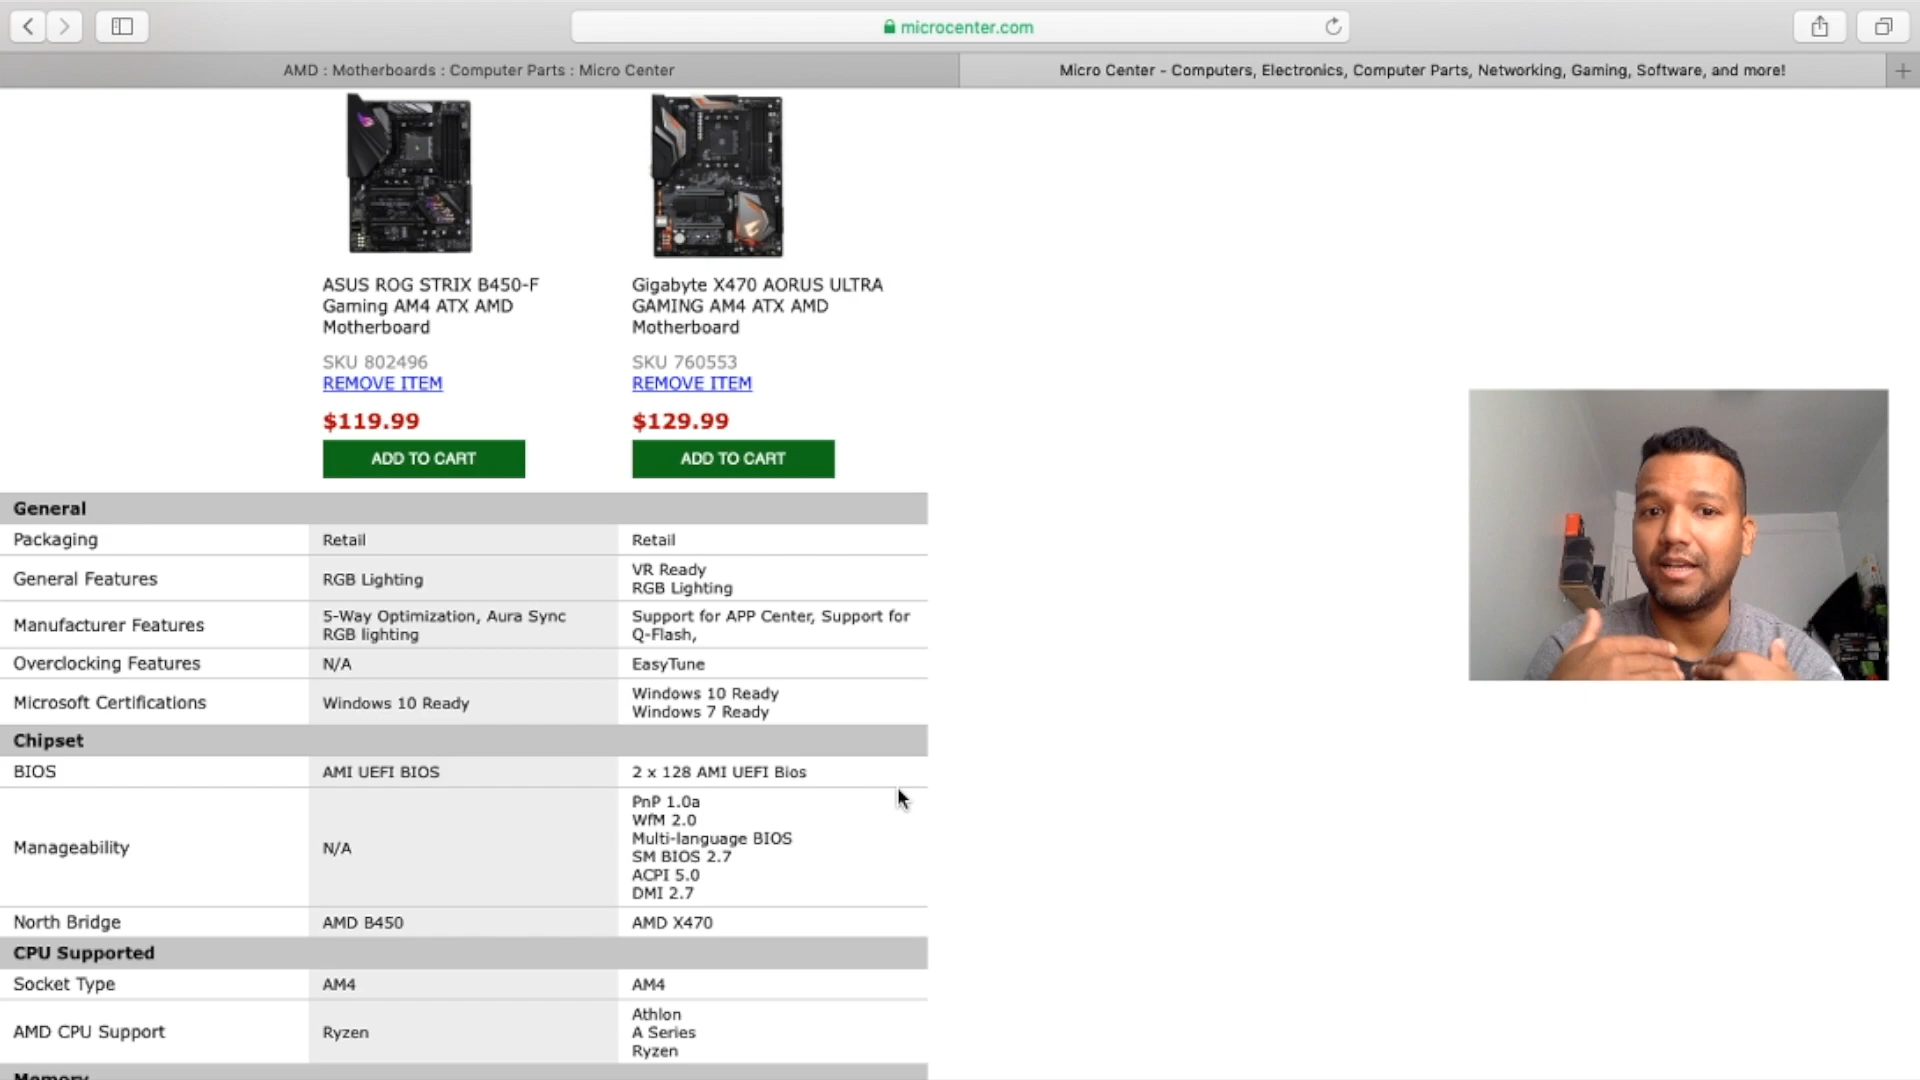 microcenter.com
AMD : Motherboards : Computer Parts : Micro Center
Micro Center - Computers, Electronics, Computer Parts, Networking, Gaming, Software, and more!
ASUS ROG STRIX B450-F
Gaming AM4 ATX AMD
Motherboard
SKU 802496
REMOVE ITEM
$119.99
ADD TO CART
Gigabyte X470 AORUS ULTRA
GAMING AM4 ATX AMD
Motherboard
SKU 760553
REMOVE ITEM
$129.99
ADD TO CART
General
Packaging
Retail
Retail
General Features
RGB Lighting
VR Ready
RGB Lighting
Manufacturer Features
5-Way Optimization, Aura Sync
RGB lighting
Support for APP Center, Support for
Q-Flash,
Overclocking Features
N/A
EasyTune
Microsoft Certifications
Windows 10 Ready
Windows 10 Ready
Windows 7 Ready
Chipset
BIOS
AMI UEFI BIOS
2 x 128 AMI UEFI Bios
Manageability
N/A
PnP 1.0a
WfM 2.0
Multi-language BIOS
SM BIOS 2.7
ACPI 5.0
DMI 2.7
North Bridge
AMD B450
AMD X470
CPU Supported
Socket Type
AM4
AM4
AMD CPU Support
Ryzen
Athlon
A Series
Ryzen
Memory